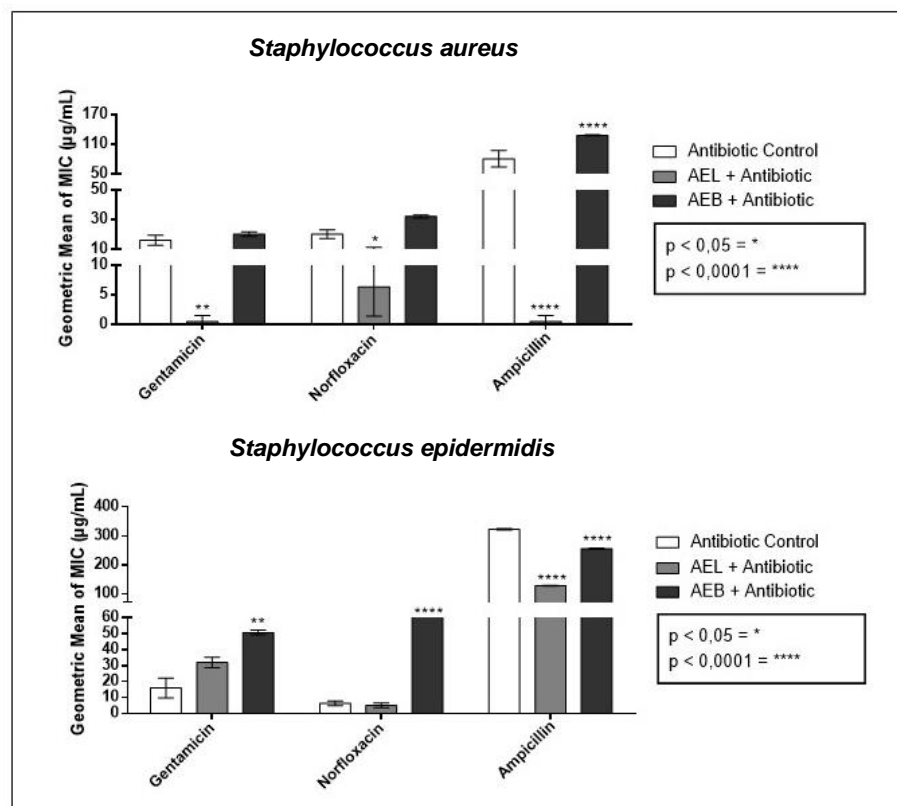 Staphylococcus aureus
Geometric Mean of MIC (µg/mL)
170
110
50
50
30
10
10
5
0
**
*
****
****
Gentamicin
Norfloxacin
Ampicillin
Antibiotic Control
AEL + Antibiotic
AEB + Antibiotic
p < 0,05 = *
p < 0,0001 = ****
Staphylococcus epidermidis
Geometric Mean of MIC (µg/mL)
400
300
200
100
60
50
40
30
20
10
0
**
****
****
****
Gentamicin
Norfloxacin
Ampicillin
Antibiotic Control
AEL + Antibiotic
AEB + Antibiotic
p < 0,05 = *
p < 0,0001 = ****